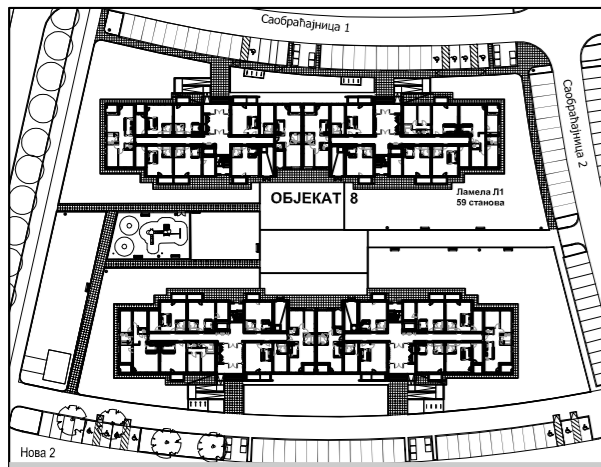 Саобраћајница 1
Саобраћајница 2
ОБЈЕКАТ 8
Ламела Л1
59 станова
Нова 2